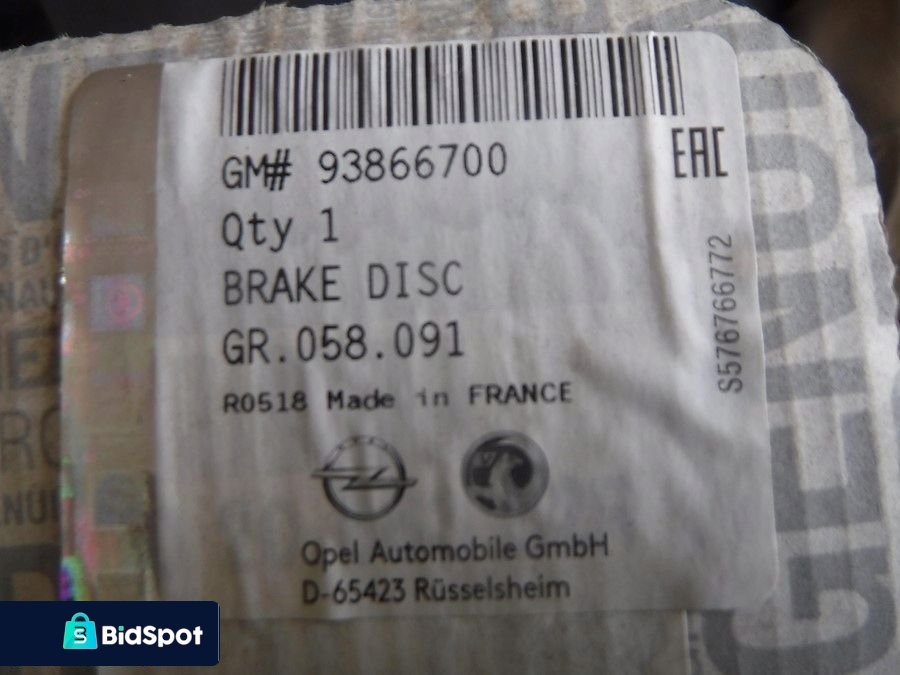 GM# 93866700
EAC
Qty 1
BRAKE DISC
GR.058.091
R0518 Made in FRANCE
S576766772
Opel Automobile GmbH
D-65423 Rüsselsheim
BidSpot